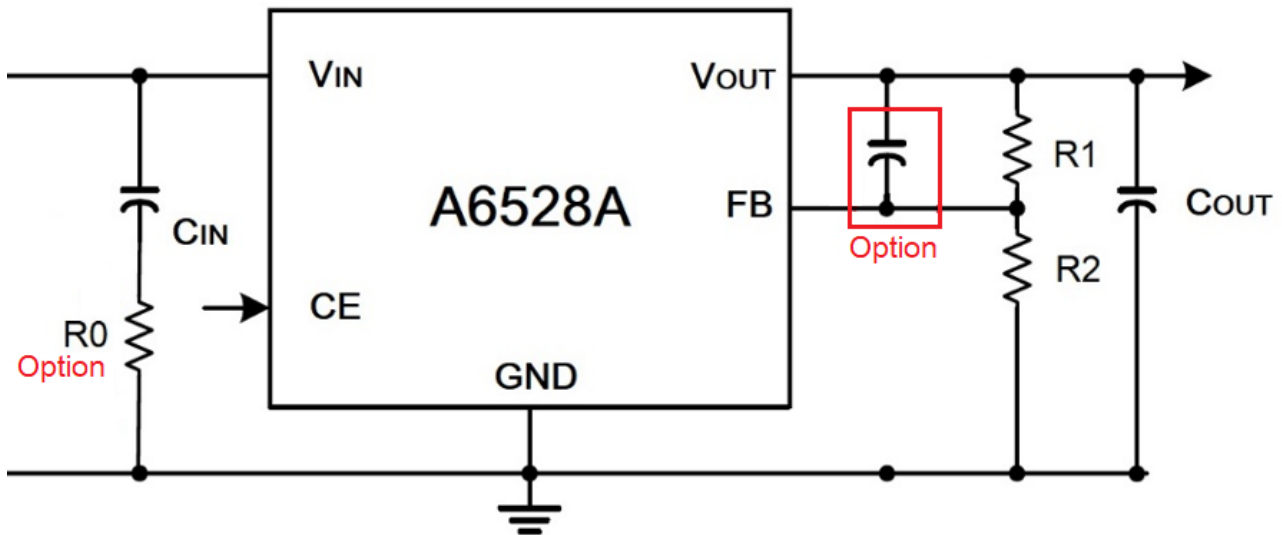 VIN
VOUT
R1
A6528A
FB
CIN
COUT
Option
R2
CE
R0
Option
GND